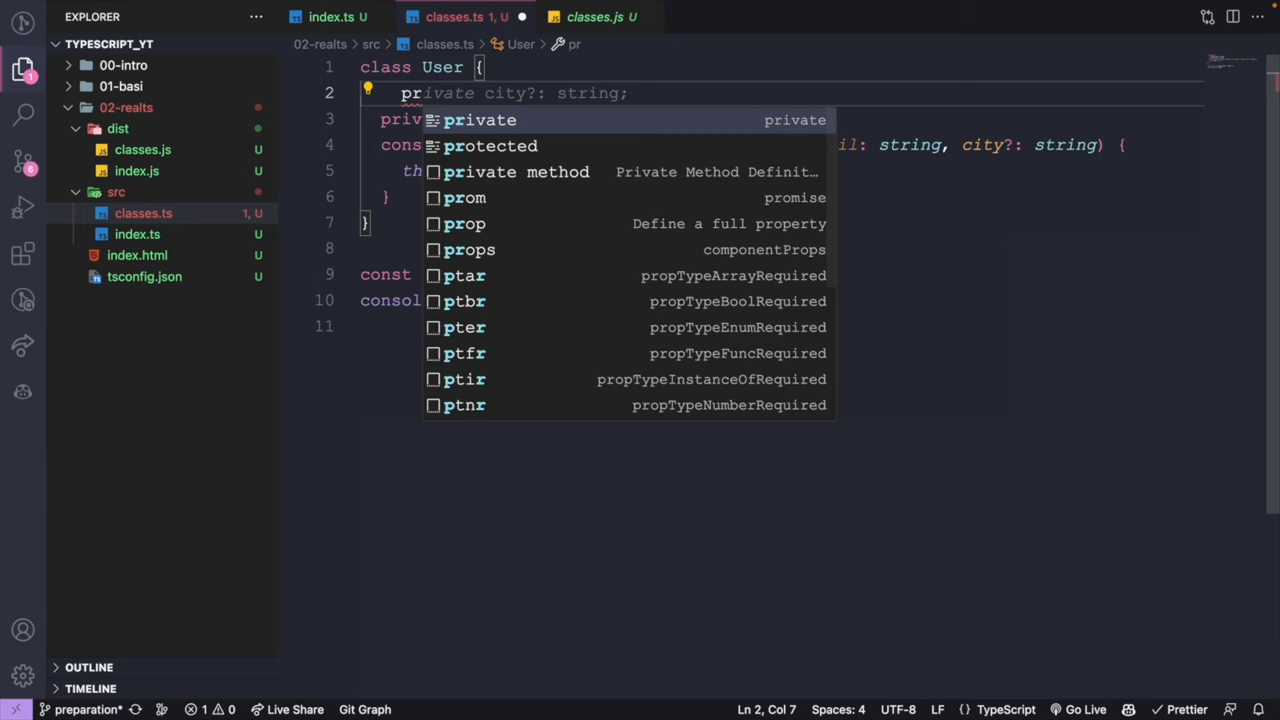 EXPLORER
index.ts U
classes.ts 1, U
classes.js U
TYPESCRIPT_YT
00-intro
01-basi
02-realts
dist
classes.js U
index.js U
src
classes.ts 1, U
index.ts U
index.html U
tsconfig.json U
OUTLINE
TIMELINE
02-realts > src > classes.ts > User > pr
1 class User {
2 private city?: string;
3 priv
4 cons il: string, city?: string) {
5 th
6 }
7 }
8
9 const
10 consol
11
private private
protected
private method Private Method Definit...
prom promise
prop Define a full property
props componentProps
ptar propTypeArrayRequired
ptbr propTypeBoolRequired
pter propTypeEnumRequired
ptfr propTypeFuncRequired
ptir propTypeInstanceOfRequired
ptnr propTypeNumberRequired
1
6
preparation* 1 0 Live Share Git Graph Ln 2, Col 7 Spaces: 4 UTF-8 LF {} TypeScript Go Live Prettier